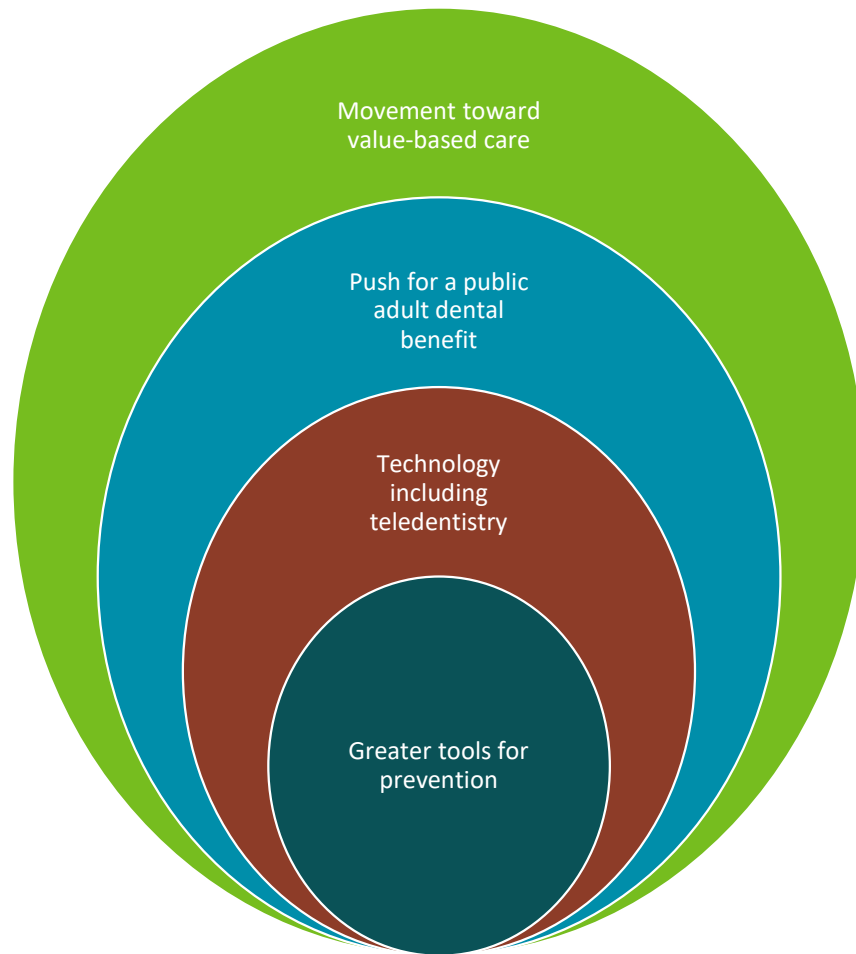 Movement toward
value-based care
Push for a public
adult dental
benefit
Technology
including
teledentistry
Greater tools for
prevention